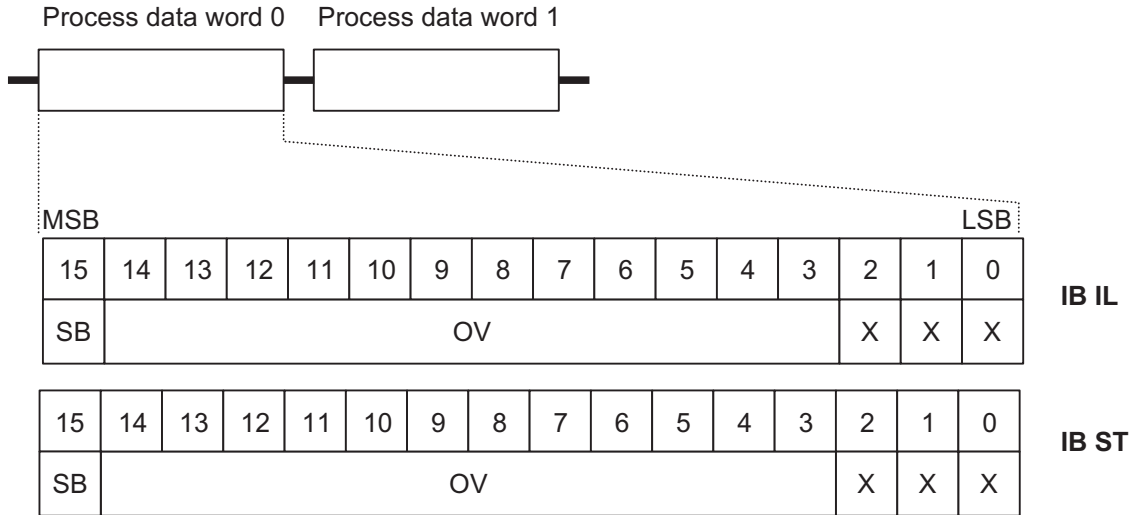 Process data word 0 Process data word 1
MSB LSB
15 14 13 12 11 10 9 8 7 6 5 4 3 2 1 0
IB IL
SB OV X X X
15 14 13 12 11 10 9 8 7 6 5 4 3 2 1 0
IB ST
SB OV X X X